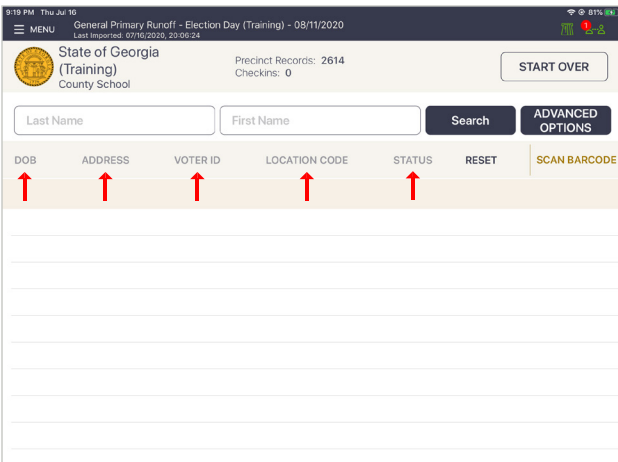 9:19 PM Thu Jul 16
81%
MENU
General Primary Runoff - Election Day (Training) - 08/11/2020
Last Imported: 07/16/2020, 20:06:24
1
State of Georgia
(Training)
County School
Precinct Records: 2614
Checkins: 0
START OVER
Last Name
First Name
Search
ADVANCED
OPTIONS
DOB
ADDRESS
VOTER ID
LOCATION CODE
STATUS
RESET
SCAN BARCODE